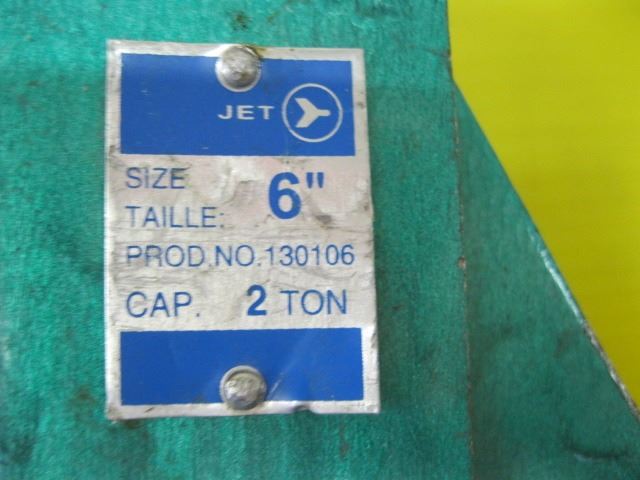 JET
SIZE
TAILLE: 6"
PROD.NO.130106
CAP. 2 TON